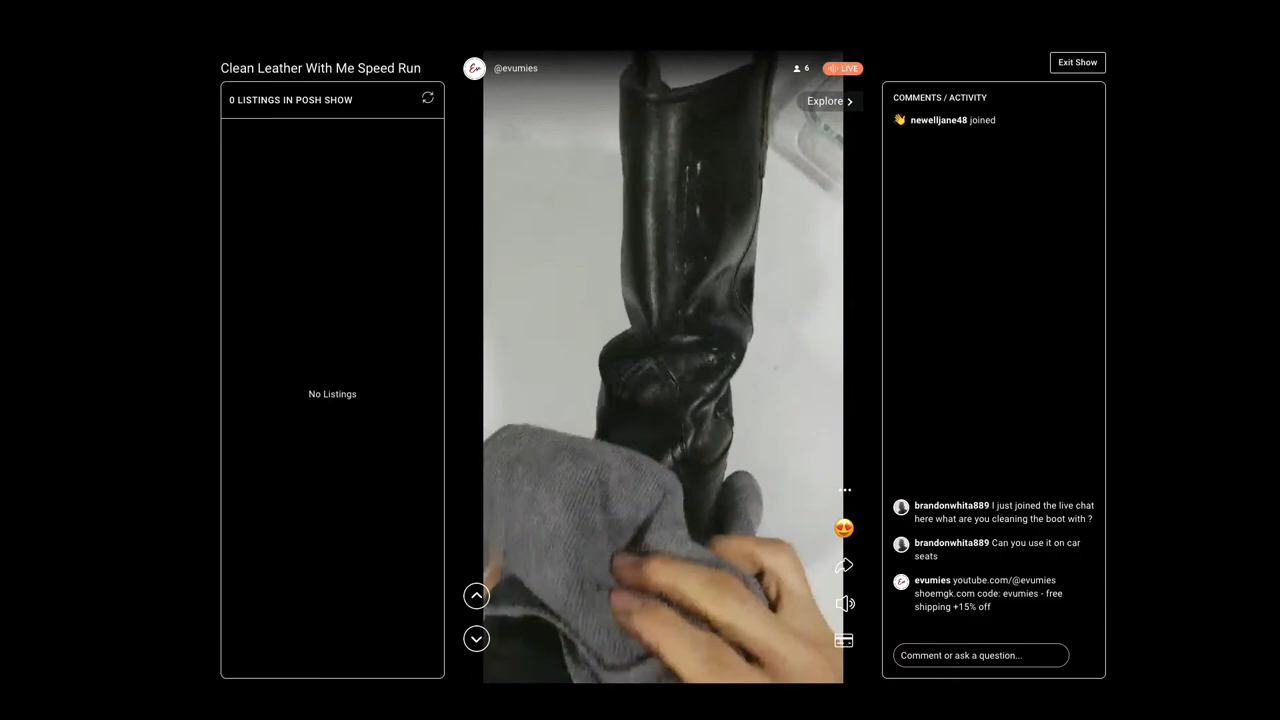 Clean Leather With Me Speed Run
0 LISTINGS IN POSH SHOW
No Listings
Ev
@evumies
6
LIVE
Explore
Exit Show
COMMENTS / ACTIVITY
👋 newelljane48 joined
brandonwhita889 I just joined the live chat
here what are you cleaning the boot with ?
brandonwhita889 Can you use it on car
seats
Ev
evumies youtube.com/@evumies
shoemgk.com code: evumies - free
shipping +15% off
Comment or ask a question...